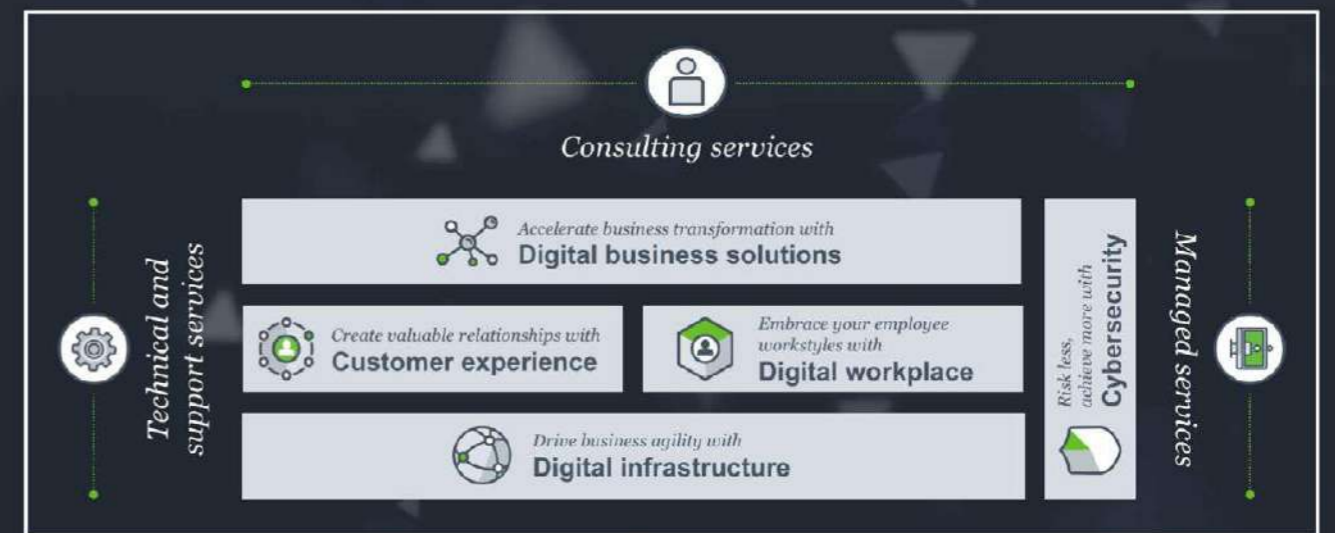 Consulting services
Technical and
support services
Accelerate business transformation with
Digital business solutions
Create valuable relationships with
Customer experience
Embrace your employee
workstyles with
Digital workplace
Drive business agility with
Digital infrastructure
Risk less,
achieve more with
Cybersecurity
Managed services